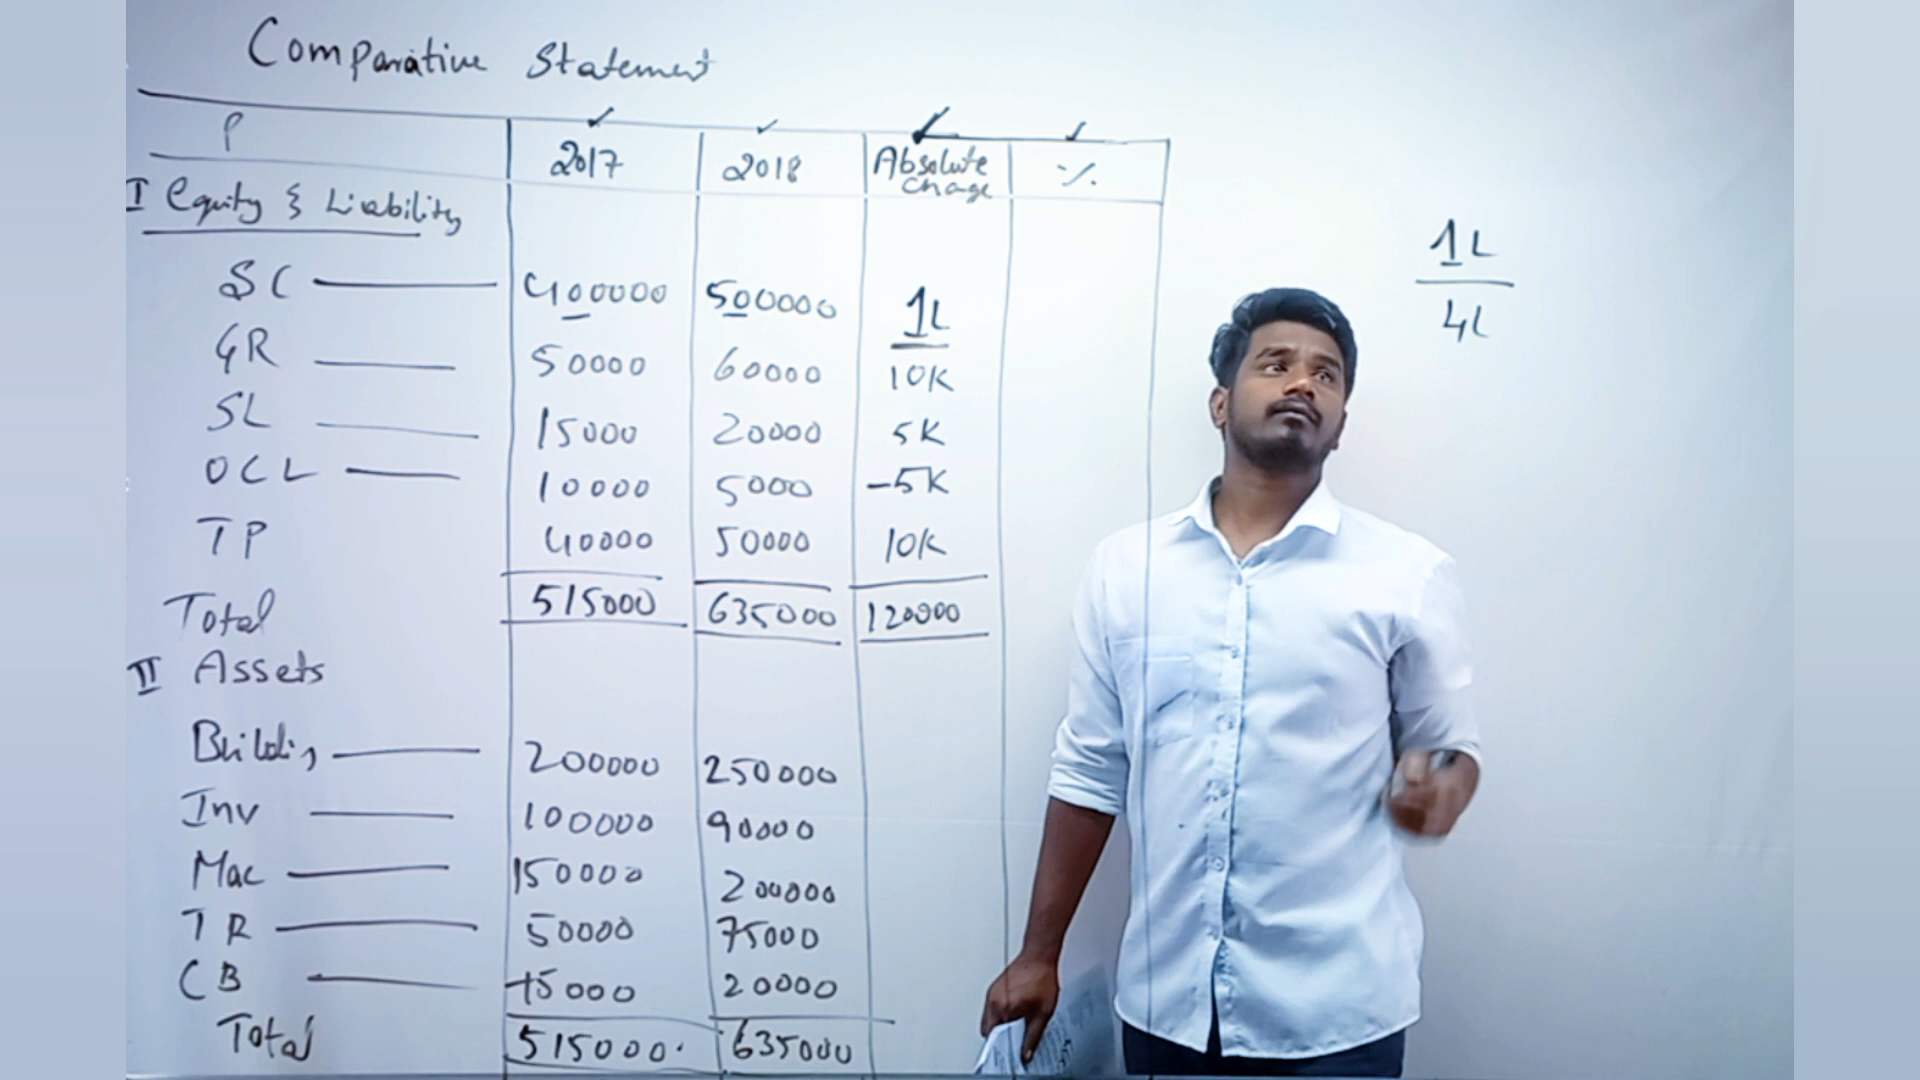 Comparative Statement
P 2017 2018 Absolute Change %
I Equity & Liability
SC 400000 500000 1L
GR 50000 60000 10K
SL 15000 20000 5K
OCL 10000 5000 -5K
TP 40000 50000 10K
Total 515000 635000 120000
II Assets
Building 200000 250000
Inv 100000 90000
Mac 150000 200000
TR 50000 75000
CB 15000 20000
Total 515000 635000
1L
4L